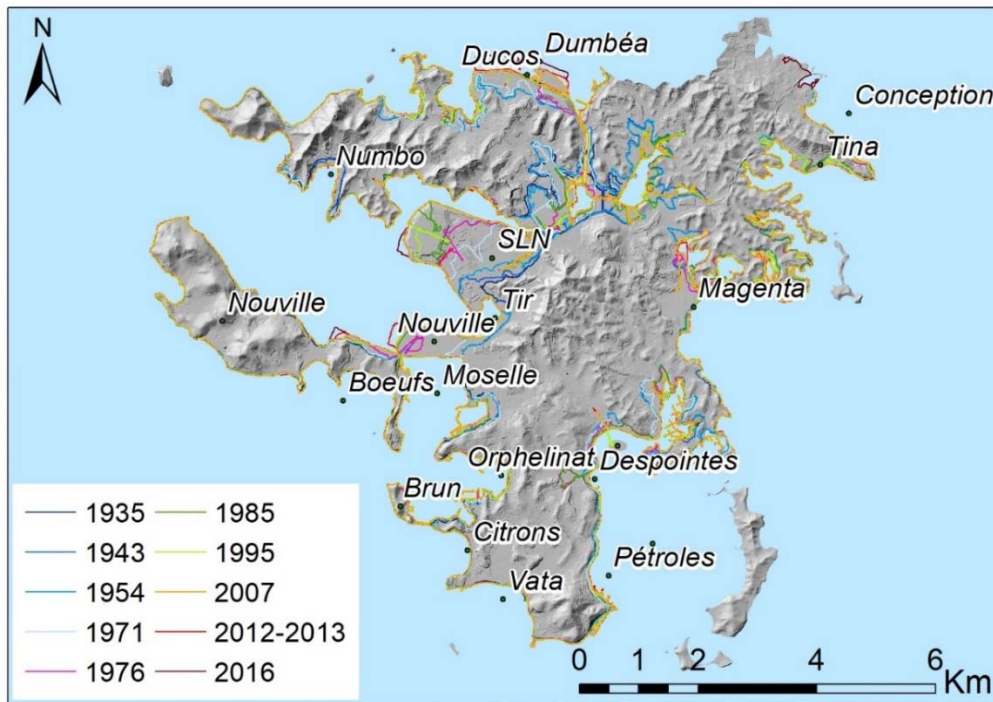 N
Ducos
Dumbéa
Conception
Numbo
Tina
SLN
Nouville
Tir
Magenta
Nouville
Boeufs
Moselle
Orphelinat
Despointes
Brun
Citrons
Pétroles
Vata
1935
1985
1943
1995
1954
2007
1971
2012-2013
1976
2016
0 1 2 4 6
Km